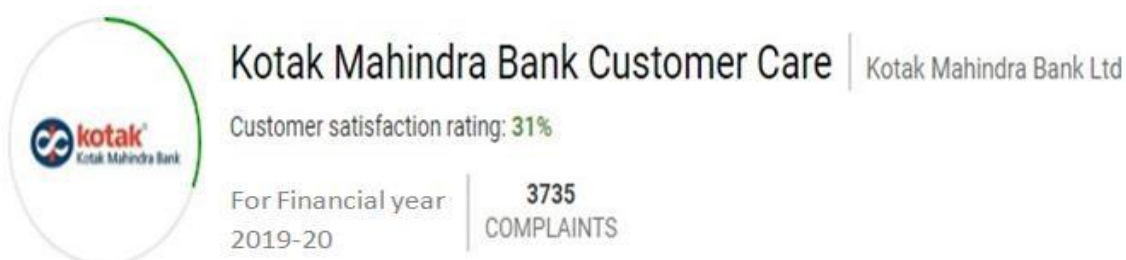 kotak
Kotak Mahindra Bank
Kotak Mahindra Bank Customer Care
Kotak Mahindra Bank Ltd
Customer satisfaction rating: 31%
For Financial year
2019-20
3735
COMPLAINTS